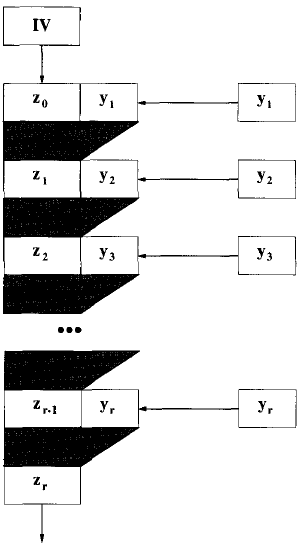 IV
z₀ y₁ y₁
z₁ y₂ y₂
z₂ y₃ y₃
•••
zᵣ₋₁ yᵣ yᵣ
zᵣ